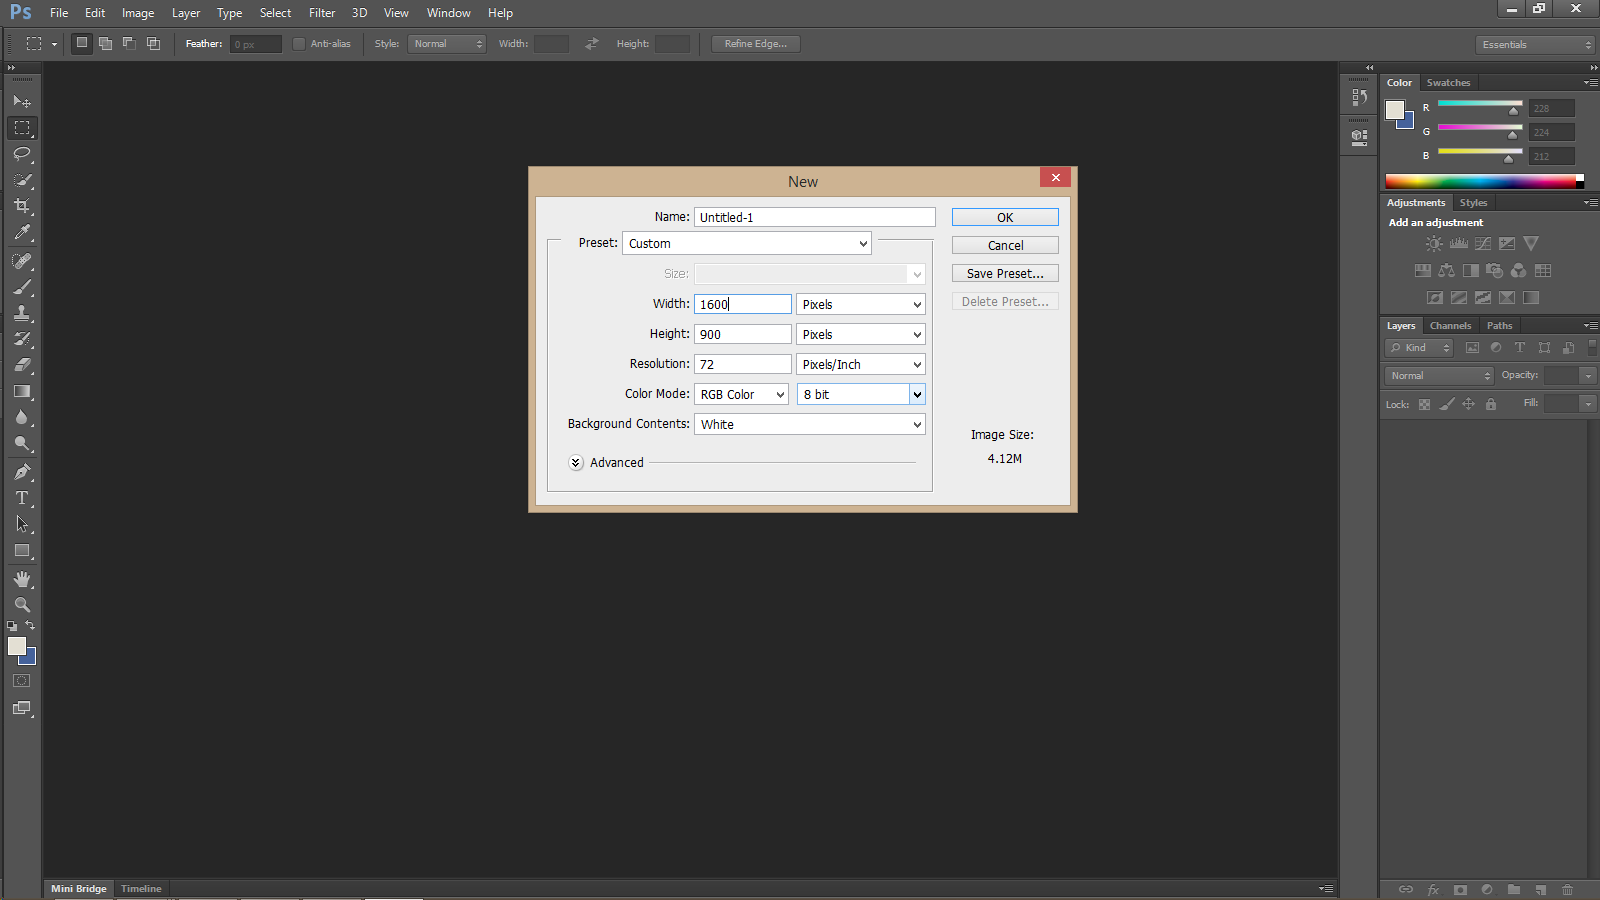 Ps File Edit Image Layer Type Select Filter 3D View Window Help
Feather: 0 px Anti-alias Style: Normal Width: Height: Refine Edge... Essentials
Color Swatches
R 228
G 224
B 212
Adjustments Styles
Add an adjustment
Layers Channels Paths
Kind
Normal Opacity:
Lock: Fill:
New
Name: Untitled-1 OK
Preset: Custom Cancel
Size: Save Preset...
Width: 1600 Pixels Delete Preset...
Height: 900 Pixels
Resolution: 72 Pixels/Inch
Color Mode: RGB Color 8 bit
Background Contents: White
Image Size:
4.12M
Advanced
T
Mini Bridge Timeline
fx